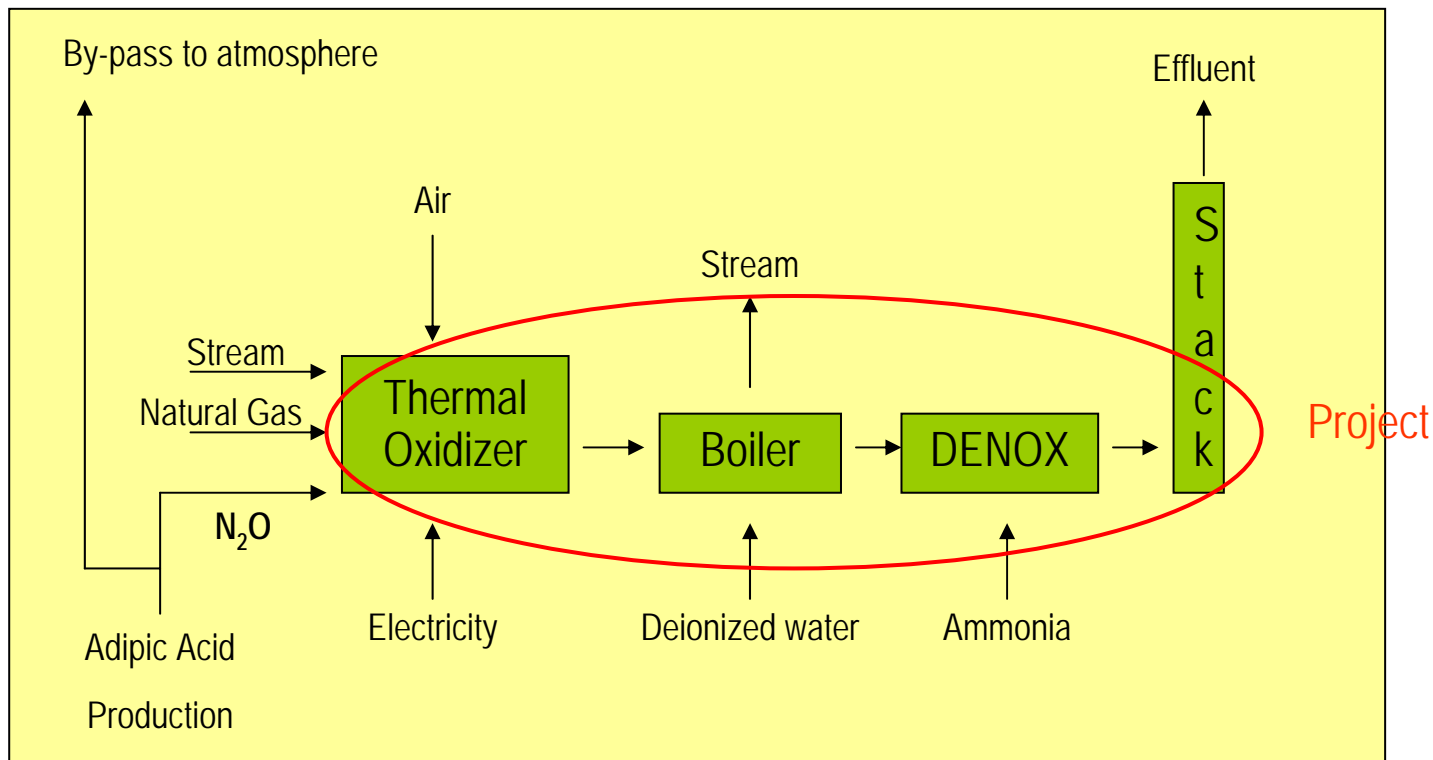 By-pass to atmosphere
Effluent
Air
Stream
Stream
Natural Gas
N₂O
Thermal
Oxidizer
Boiler
DENOX
S
t
a
c
k
Project
Electricity
Deionized water
Ammonia
Adipic Acid
Production